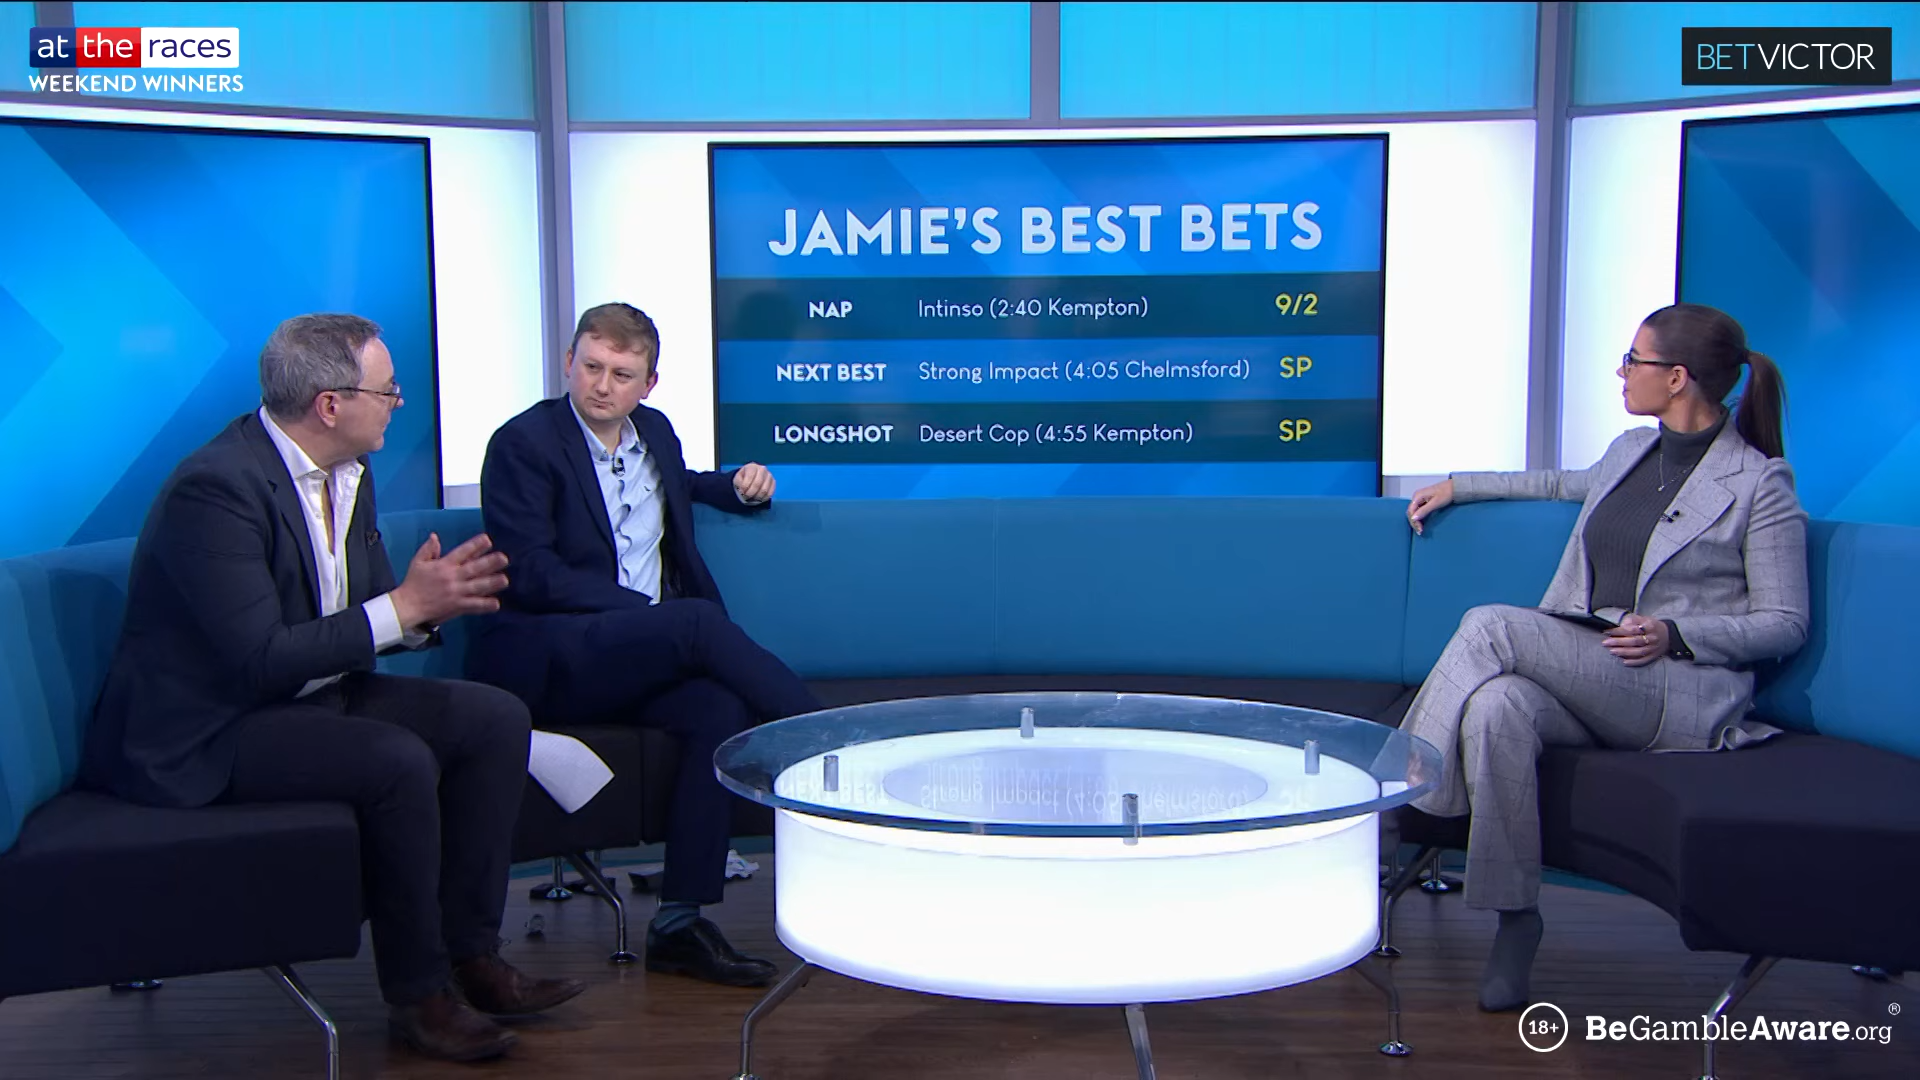 at the races
WEEKEND WINNERS
BETVICTOR
JAMIE'S BEST BETS
NAP Intinso (2:40 Kempton) 9/2
NEXT BEST Strong Impact (4:05 Chelmsford) SP
LONGSHOT Desert Cop (4:55 Kempton) SP
18+ BeGambleAware.org®